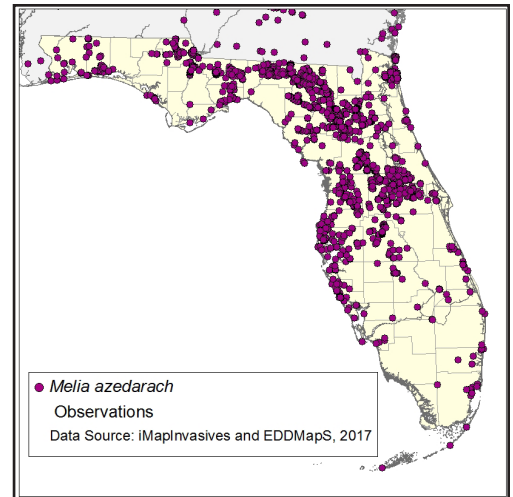 Melia azedarach
Observations
Data Source: iMapInvasives and EDDMapS, 2017